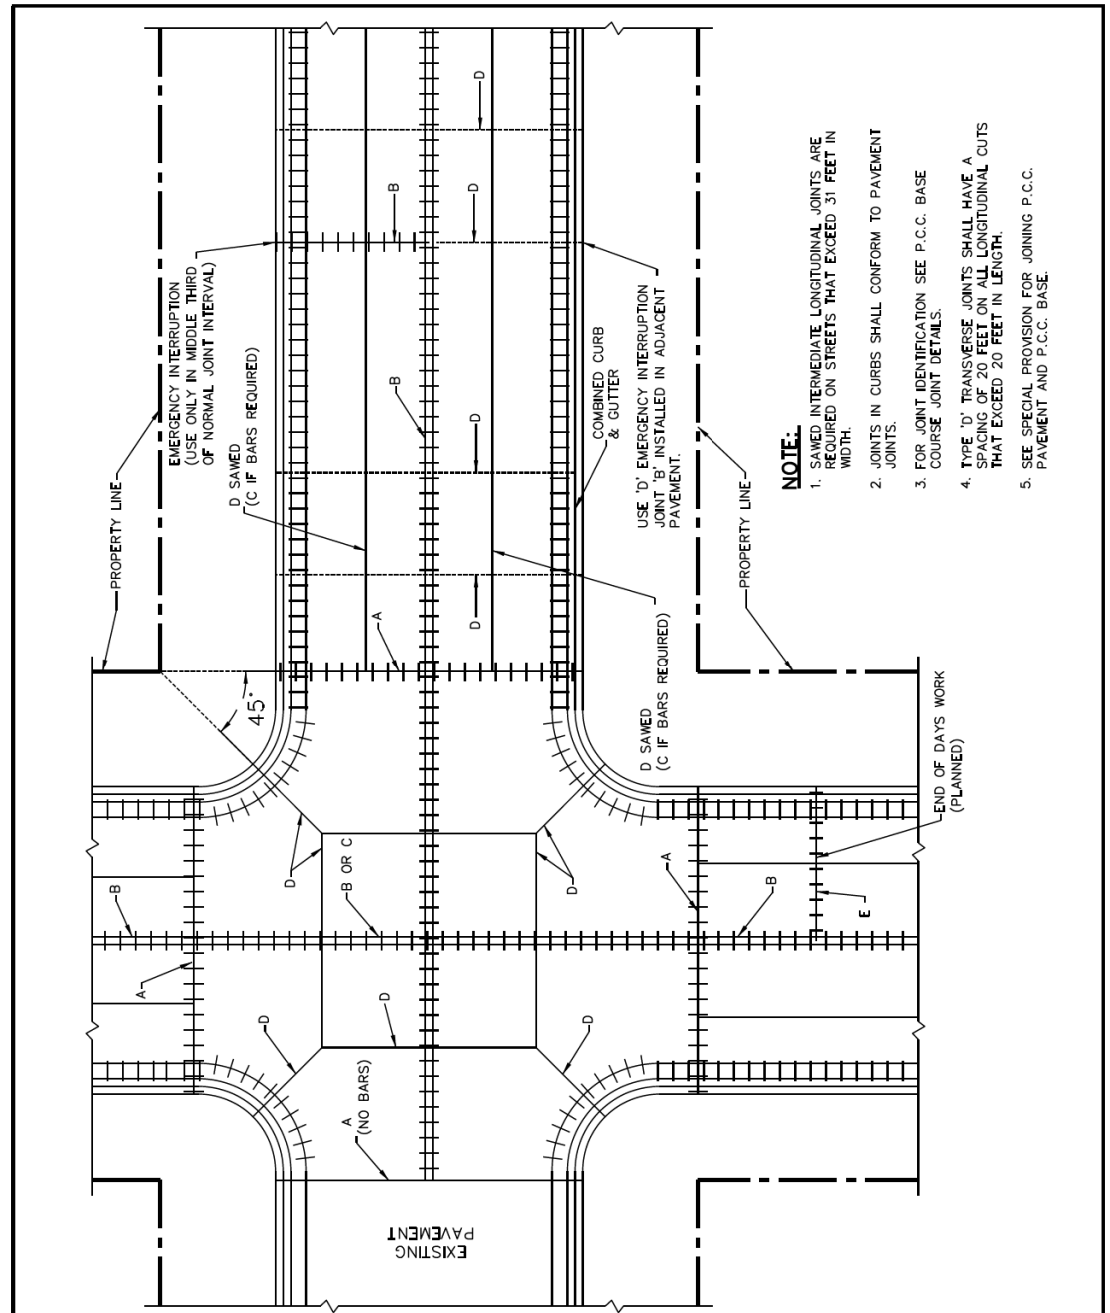 EXISTING
PAVEMENT
A
(NO BARS)
D
D
D
A
A
B
B OR C
B
D
D
E
END OF DAYS WORK
(PLANNED)
45°
PROPERTY LINE
PROPERTY LINE
A
D SAWED
(C IF BARS REQUIRED)
D SAWED
(C IF BARS REQUIRED)
EMERGENCY INTERRUPTION
(USE ONLY IN MIDDLE THIRD
OF NORMAL JOINT INTERVAL)
B
B
D
D
D
D
COMBINED CURB
& GUTTER
USE 'D' EMERGENCY INTERRUPTION
JOINT 'B' INSTALLED IN ADJACENT
PAVEMENT.
NOTE:
1. SAWED INTERMEDIATE LONGITUDINAL JOINTS ARE
REQUIRED ON STREETS THAT EXCEED 31 FEET IN
WIDTH.
2. JOINTS IN CURBS SHALL CONFORM TO PAVEMENT
JOINTS.
3. FOR JOINT IDENTIFICATION SEE P.C.C. BASE
COURSE JOINT DETAILS.
4. TYPE 'D' TRANSVERSE JOINTS SHALL HAVE A
SPACING OF 20 FEET ON ALL LONGITUDINAL CUTS
THAT EXCEED 20 FEET IN LENGTH.
5. SEE SPECIAL PROVISION FOR JOINING P.C.C.
PAVEMENT AND P.C.C. BASE.